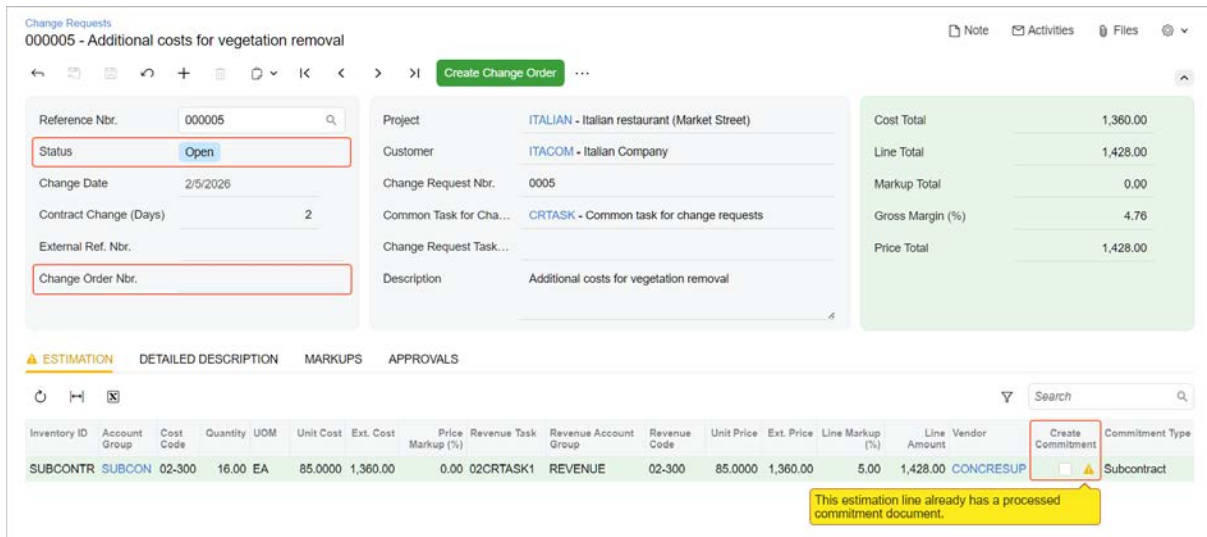 Change Requests
000005 - Additional costs for vegetation removal
Note Activities Files
Create Change Order ...
Reference Nbr. 000005
Status Open
Change Date 2/5/2026
Contract Change (Days) 2
External Ref. Nbr.
Change Order Nbr.
Project ITALIAN - Italian restaurant (Market Street)
Customer ITACOM - Italian Company
Change Request Nbr. 0005
Common Task for Cha... CRTASK - Common task for change requests
Change Request Task...
Description Additional costs for vegetation removal
Cost Total 1,360.00
Line Total 1,428.00
Markup Total 0.00
Gross Margin (%) 4.76
Price Total 1,428.00
ESTIMATION DETAILED DESCRIPTION MARKUPS APPROVALS
Search
Inventory ID Account Group Cost Code Quantity UOM Unit Cost Ext. Cost Price Markup (%) Revenue Task Revenue Account Group Revenue Code Unit Price Ext. Price Line Markup (%) Line Amount Vendor Create Commitment Commitment Type
SUBCONTR SUBCON 02-300 16.00 EA 85.0000 1,360.00 0.00 02CRTASK1 REVENUE 02-300 85.0000 1,360.00 5.00 1,428.00 CONCRESUP Subcontract
This estimation line already has a processed
commitment document.